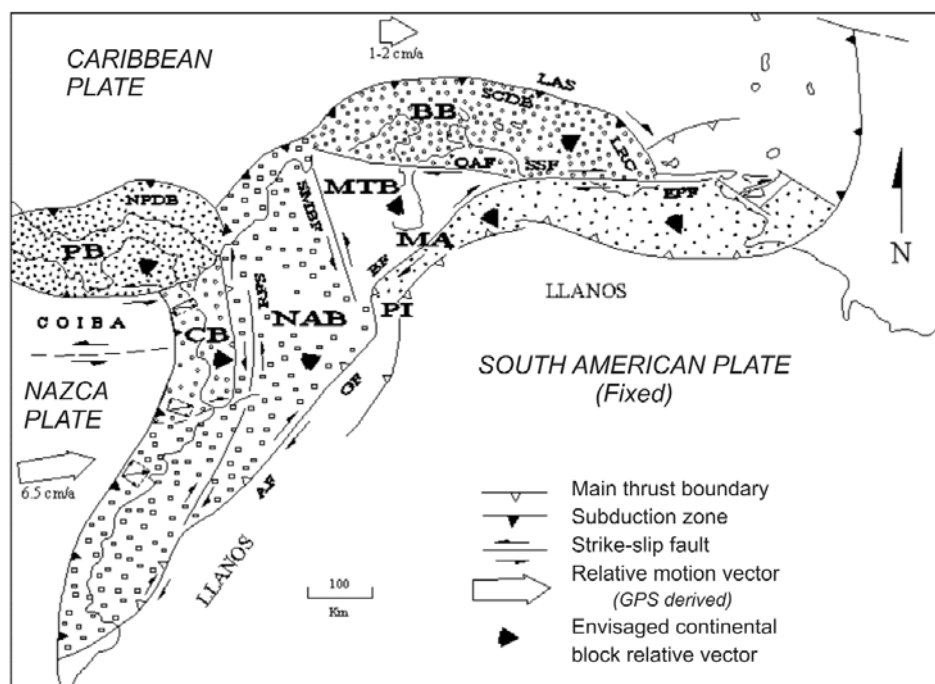 CARIBBEAN
PLATE
1-2 cm/a
LAS
SCDB
BB
LRC
OAF
SSF
MTB
SMBF
NPDB
EPF
N
PB
MA
BF
LLANOS
RFS
PI
COIBA
CB
NAB
SOUTH AMERICAN PLATE
(Fixed)
GF
NAZCA
PLATE
6.5 cm/a
AF
LLANOS
100
Km
Main thrust boundary
Subduction zone
Strike-slip fault
Relative motion vector
(GPS derived)
Envisaged continental
block relative vector